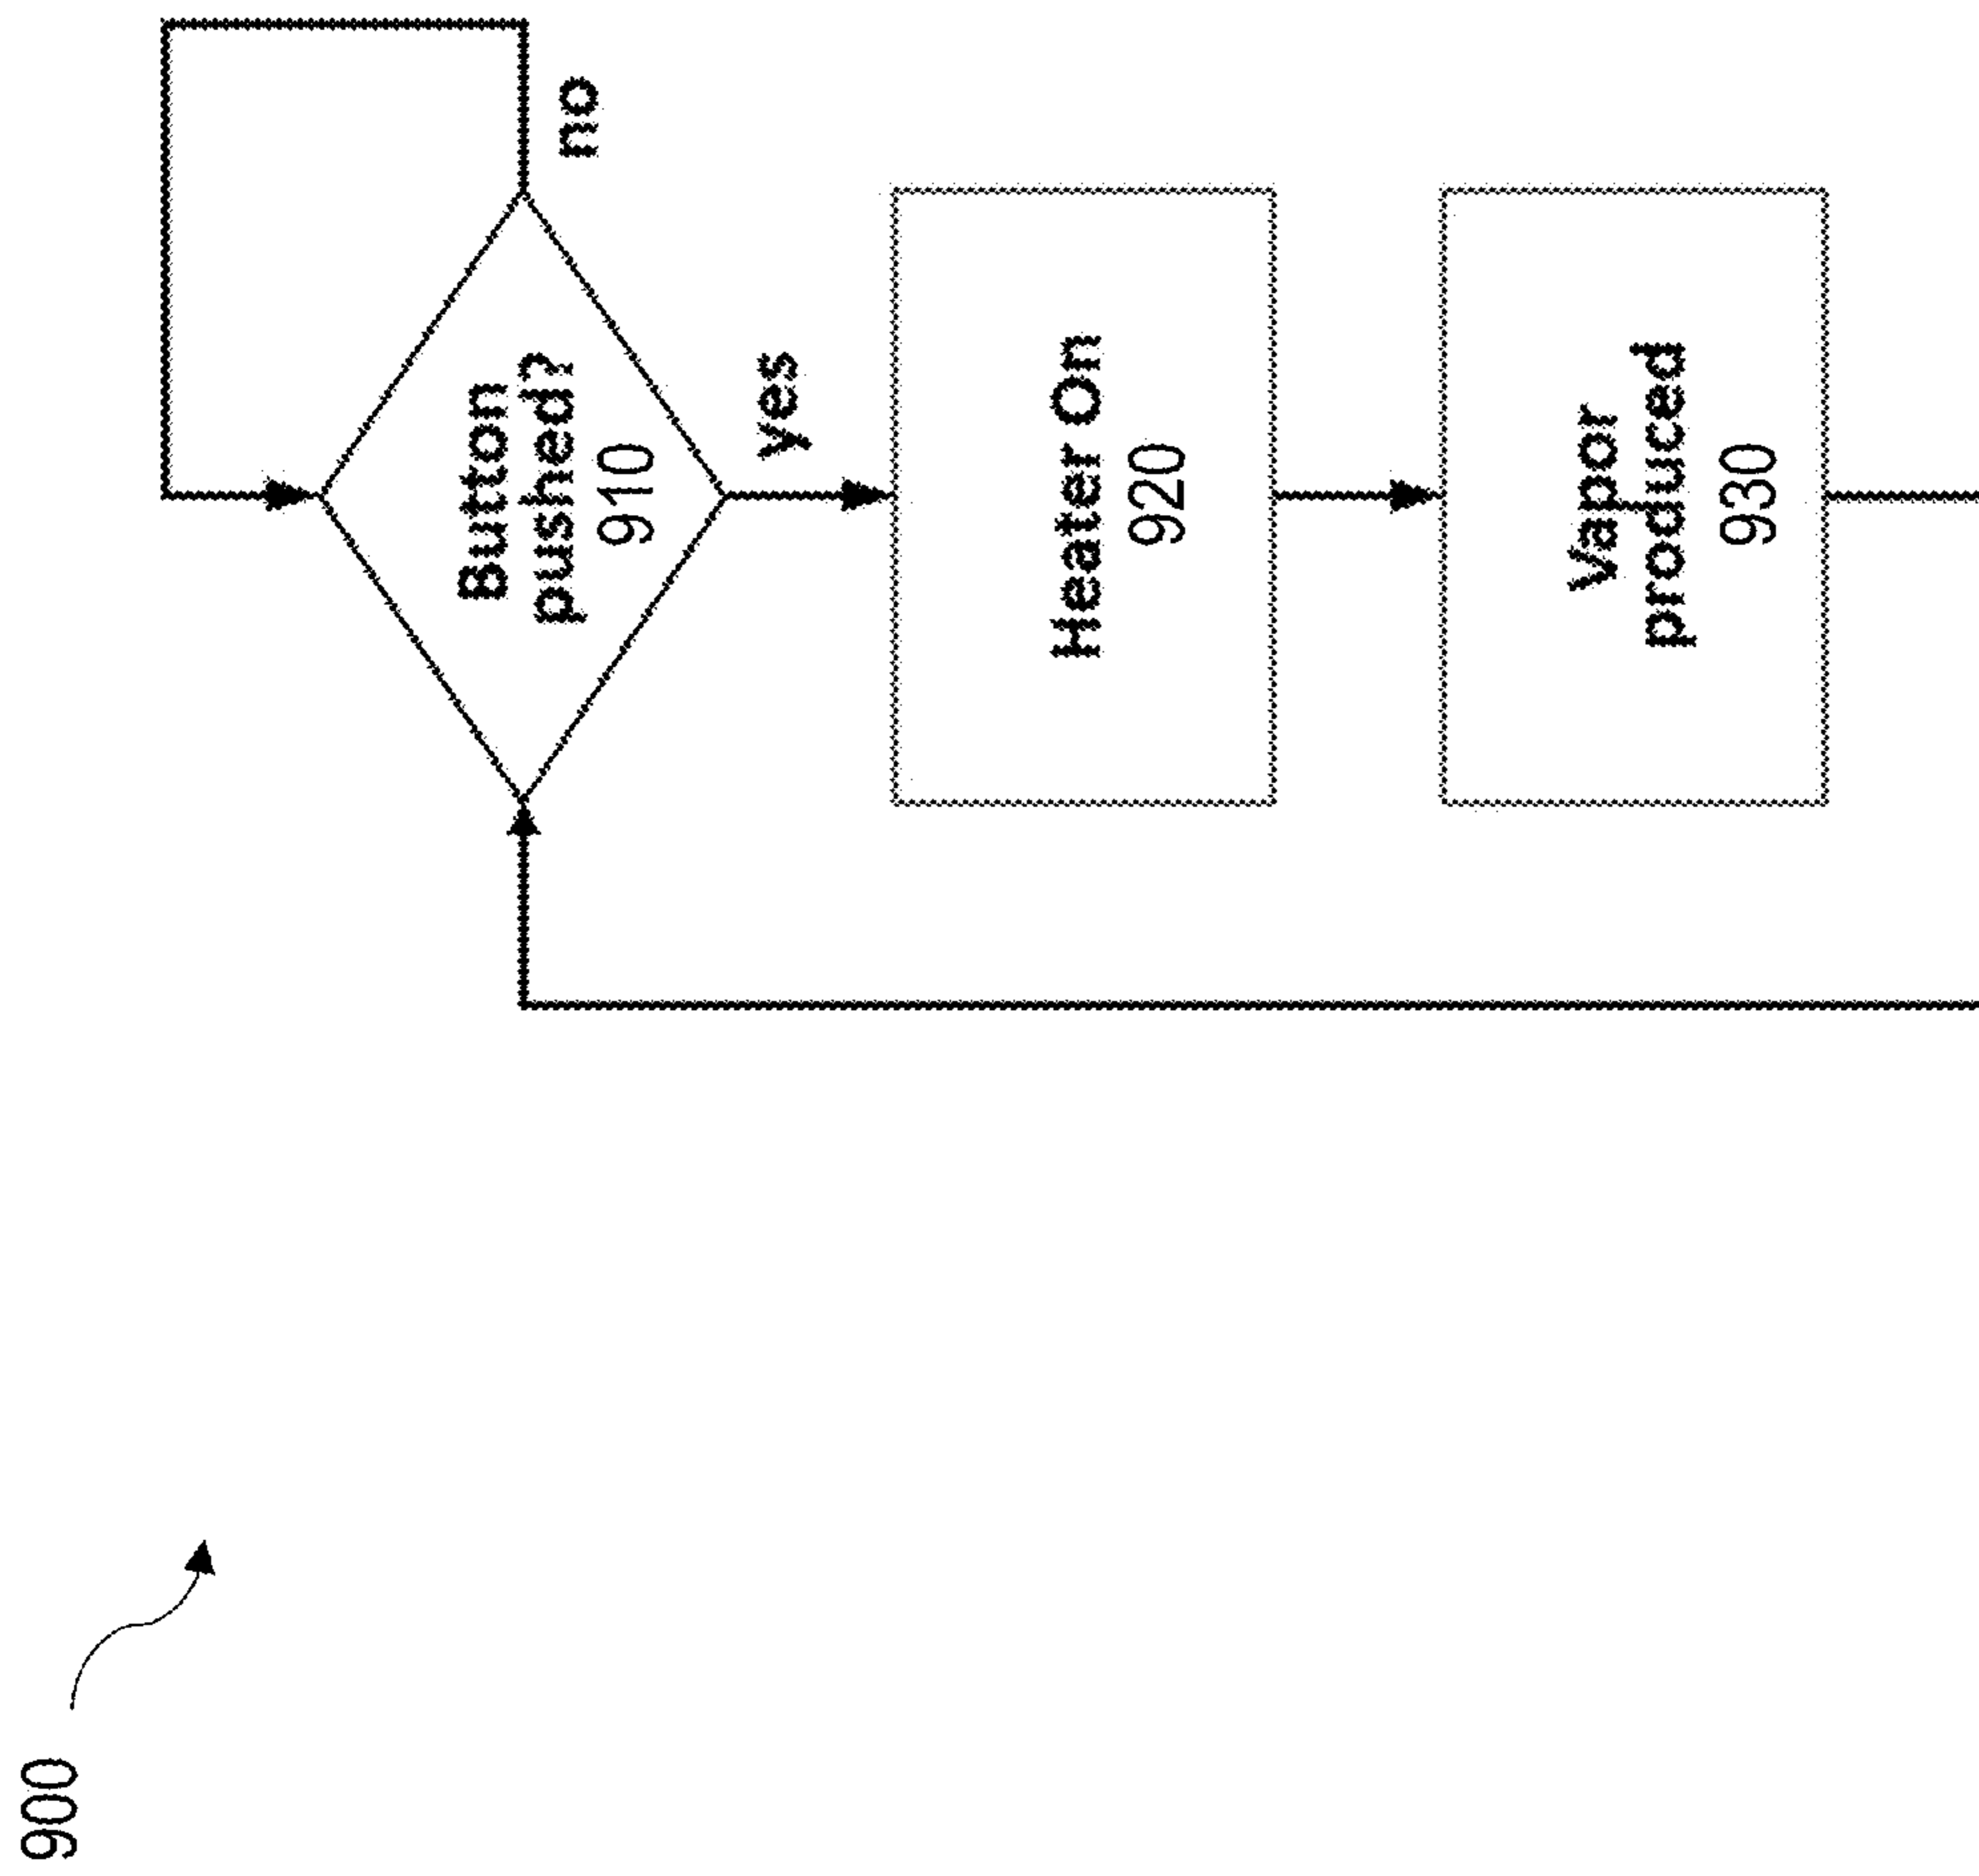 900
Button
pushed?
910
no
yes
Heater On
920
Vapor
produced
930